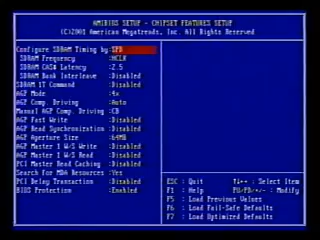 AMIBIOS SETUP - CHIPSET FEATURES SETUP
(C)2001 American Megatrends, Inc. All Rights Reserved
Configure SDRAM Timing by:SPD
SDRAM Frequency :HCLK
SDRAM CAS# Latency :2.5
SDRAM Bank Interleave :Disabled
SDRAM 1T Command :Disabled
AGP Mode :4x
AGP Comp. Driving :Auto
Manual AGP Comp. Driving :CB
AGP Fast Write :Disabled
AGP Read Synchronization :Disabled
AGP Aperture Size :64MB
AGP Master 1 W/S Write :Disabled
AGP Master 1 W/S Read :Disabled
PCI Master Read Caching :Disabled
Search for MDA Resources :Yes
PCI Delay Transaction :Disabled
BIOS Protection :Enabled
ESC : Quit ↑↓←→ : Select Item
F1 : Help PU/PD/+/- : Modify
F5 : Load Previous Values
F6 : Load Fail-Safe Defaults
F7 : Load Optimized Defaults